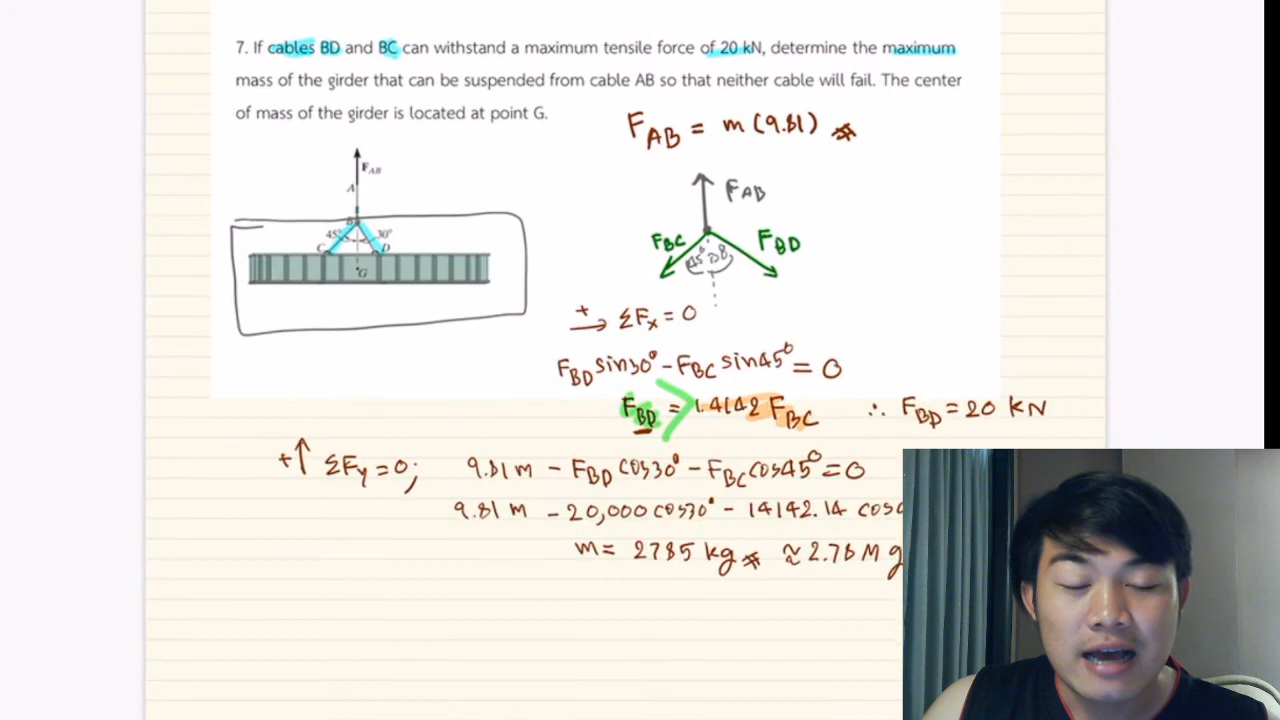 7. If cables BD and BC can withstand a maximum tensile force of 20 kN, determine the maximum
mass of the girder that can be suspended from cable AB so that neither cable will fail. The center
of mass of the girder is located at point G.
F_AB = m(9.81)
F_AB
A
B
45° 30°
C D
G
F_AB
F_BC F_BD
45°
+→ ΣFx = 0
F_BD sin30° - F_BC sin45° = 0
F_BD = 1.4142 F_BC ∴ F_BD = 20 kN
+↑ ΣFy = 0; 9.81m - F_BD cos30° - F_BC cos45° = 0
9.81 m - 20,000 cos30° - 14142.14 cos
m = 2785 kg ≈ 2.78 Mg